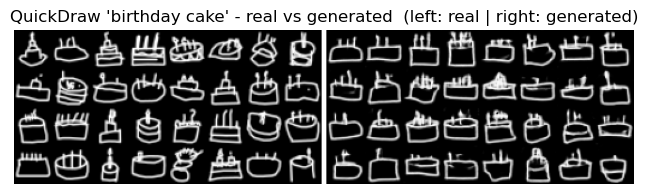 QuickDraw 'birthday cake' - real vs generated  (left: real | right: generated)